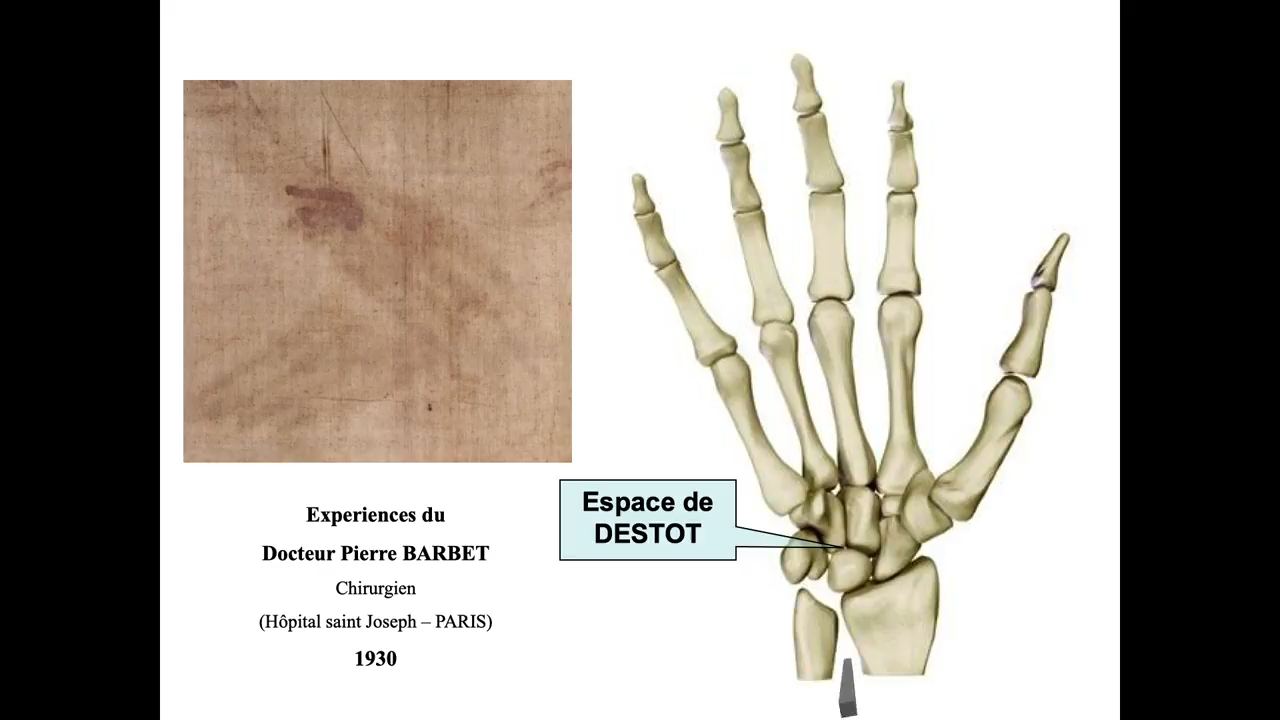 Experiences du
Docteur Pierre BARBET
Chirurgien
(Hôpital saint Joseph – PARIS)
1930
Espace de
DESTOT